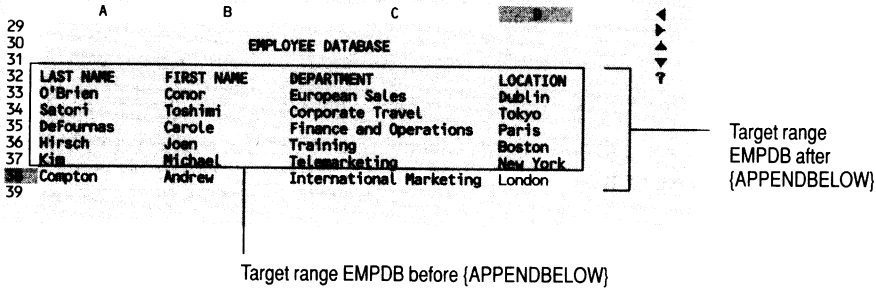 A B C D
29
30 EMPLOYEE DATABASE
31
32 LAST NAME FIRST NAME DEPARTMENT LOCATION ?
33 O'Brien Conor European Sales Dublin
34 Satori Toshimi Corporate Travel Tokyo
35 DeFournas Carole Finance and Operations Paris
36 Hirsch Joan Training Boston
37 Kim Michael Telemarketing New York
38 Compton Andrew International Marketing London
39
Target range
EMPDB after
{APPENDBELOW}
Target range EMPDB before {APPENDBELOW}